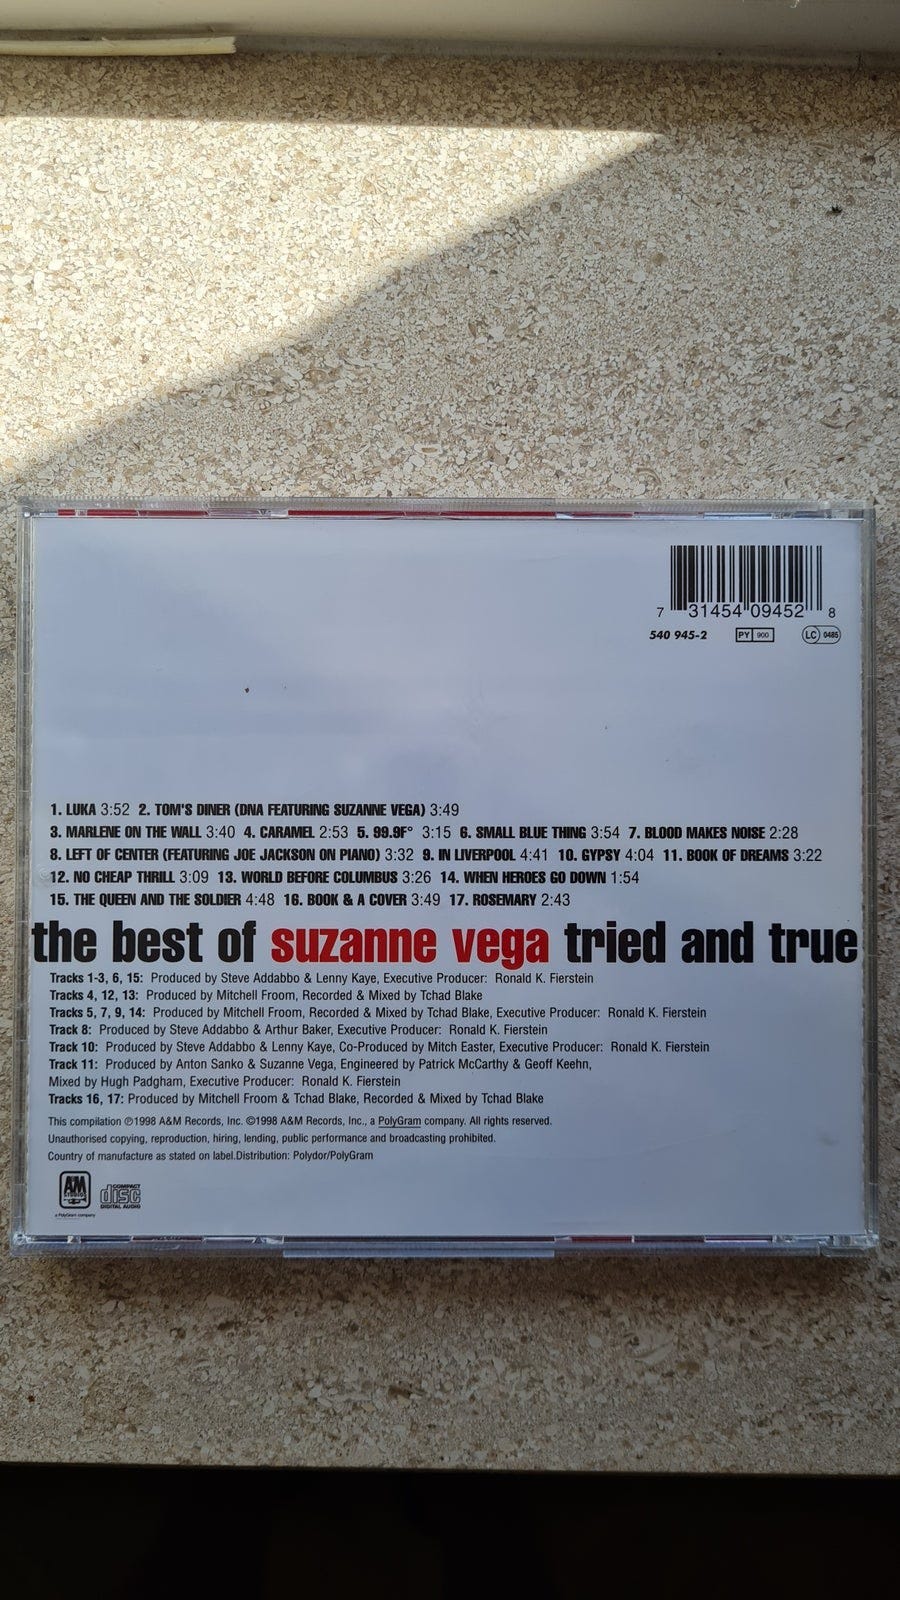 7 31454 09452 8
540 945-2 PY 900 LC 0485
1. LUKA 3:52 2. TOM'S DINER (DNA FEATURING SUZANNE VEGA) 3:49
3. MARLENE ON THE WALL 3:40 4. CARAMEL 2:53 5. 99.9F° 3:15 6. SMALL BLUE THING 3:54 7. BLOOD MAKES NOISE 2:28
8. LEFT OF CENTER (FEATURING JOE JACKSON ON PIANO) 3:32 9. IN LIVERPOOL 4:41 10. GYPSY 4:04 11. BOOK OF DREAMS 3:22
12. NO CHEAP THRILL 3:09 13. WORLD BEFORE COLUMBUS 3:26 14. WHEN HEROES GO DOWN 1:54
15. THE QUEEN AND THE SOLDIER 4:48 16. BOOK & A COVER 3:49 17. ROSEMARY 2:43
the best of suzanne vega tried and true
Tracks 1-3, 6, 15: Produced by Steve Addabbo & Lenny Kaye, Executive Producer: Ronald K. Fierstein
Tracks 4, 12, 13: Produced by Mitchell Froom, Recorded & Mixed by Tchad Blake
Tracks 5, 7, 9, 14: Produced by Mitchell Froom, Recorded & Mixed by Tchad Blake, Executive Producer: Ronald K. Fierstein
Track 8: Produced by Steve Addabbo & Arthur Baker, Executive Producer: Ronald K. Fierstein
Track 10: Produced by Steve Addabbo & Lenny Kaye, Co-Produced by Mitch Easter, Executive Producer: Ronald K. Fierstein
Track 11: Produced by Anton Sanko & Suzanne Vega, Engineered by Patrick McCarthy & Geoff Keehn,
Mixed by Hugh Padgham, Executive Producer: Ronald K. Fierstein
Tracks 16, 17: Produced by Mitchell Froom & Tchad Blake, Recorded & Mixed by Tchad Blake
This compilation ℗1998 A&M Records, Inc. ©1998 A&M Records, Inc., a PolyGram company. All rights reserved.
Unauthorised copying, reproduction, hiring, lending, public performance and broadcasting prohibited.
Country of manufacture as stated on label.Distribution: Polydor/PolyGram
AM
COMPACT
disc
DIGITAL AUDIO
a PolyGram company